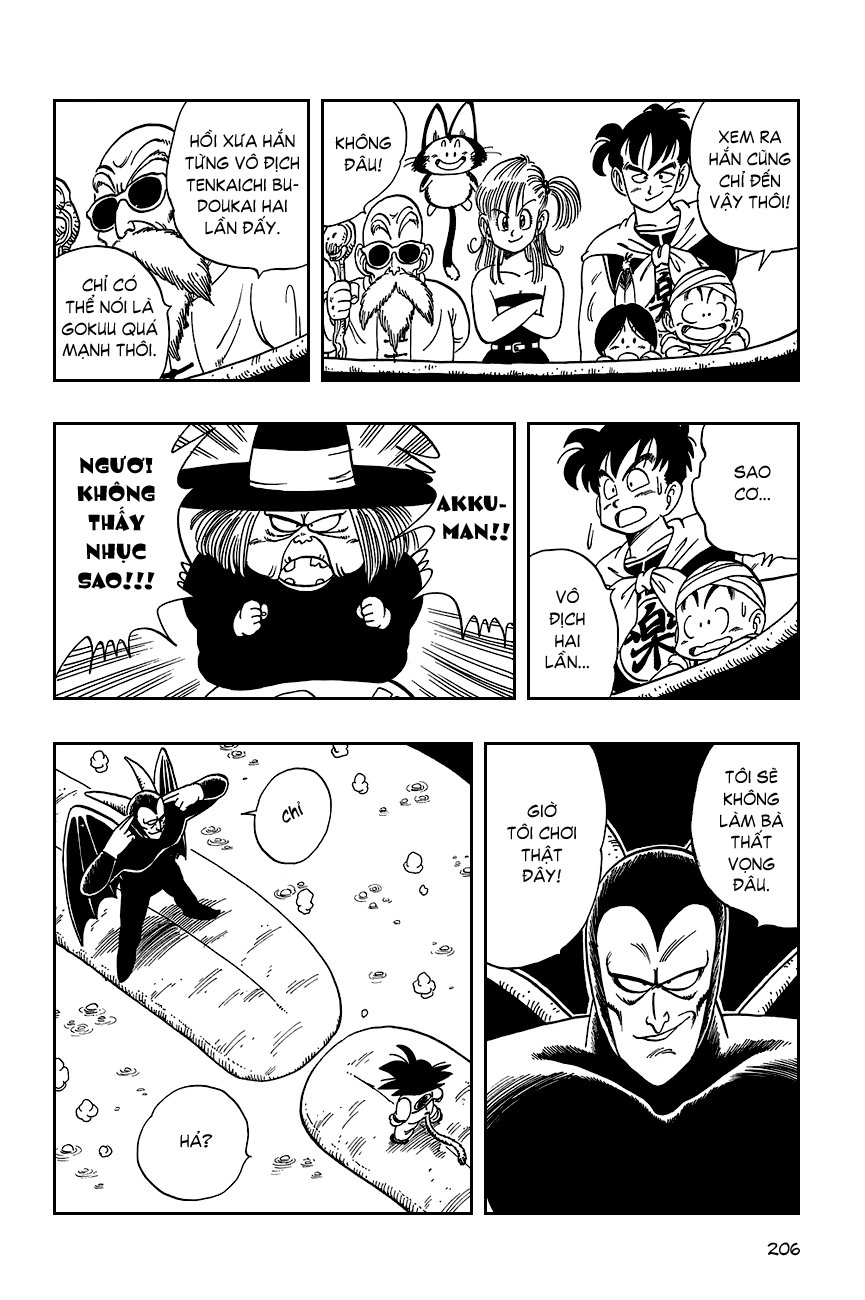 XEM RA
HẮN CŨNG
CHỈ ĐẾN
VẬY THÔI!
KHÔNG
ĐÂU!
HỒI XƯA HẮN
TỪNG VÔ ĐỊCH
TENKAICHI BU-
DOUKAI HAI
LẦN ĐẤY.
CHỈ CÓ
THỂ NÓI LÀ
GOKUU QUÁ
MẠNH THÔI.
SAO
CƠ...
VÔ
ĐỊCH
HAI
LẦN...
樂
AKKU-
MAN!!
NGƯƠI
KHÔNG
THẤY
NHỤC
SAO!!!
TÔI SẼ
KHÔNG
LÀM BÀ
THẤT
VỌNG
ĐÂU.
GIỜ
TÔI CHƠI
THẬT
ĐÂY!
CHỈ
HẢ?
206